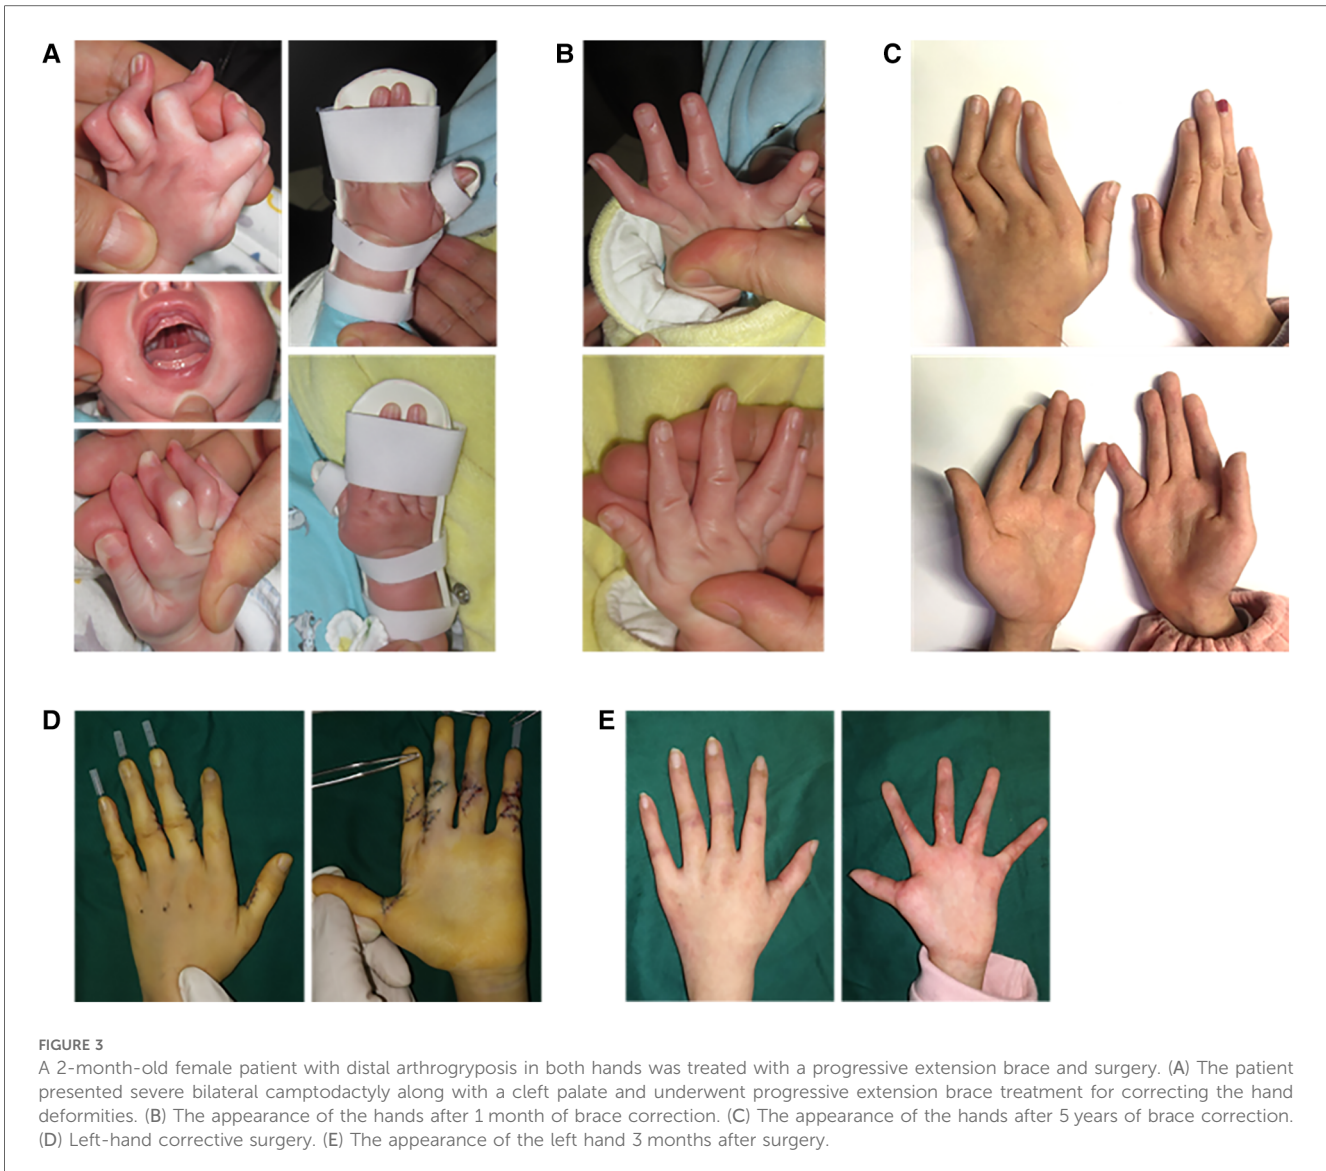 A
B
C
D
E
FIGURE 3
A 2-month-old female patient with distal arthrogryposis in both hands was treated with a progressive extension brace and surgery. (A) The patient
presented severe bilateral camptodactyly along with a cleft palate and underwent progressive extension brace treatment for correcting the hand
deformities. (B) The appearance of the hands after 1 month of brace correction. (C) The appearance of the hands after 5 years of brace correction.
(D) Left-hand corrective surgery. (E) The appearance of the left hand 3 months after surgery.